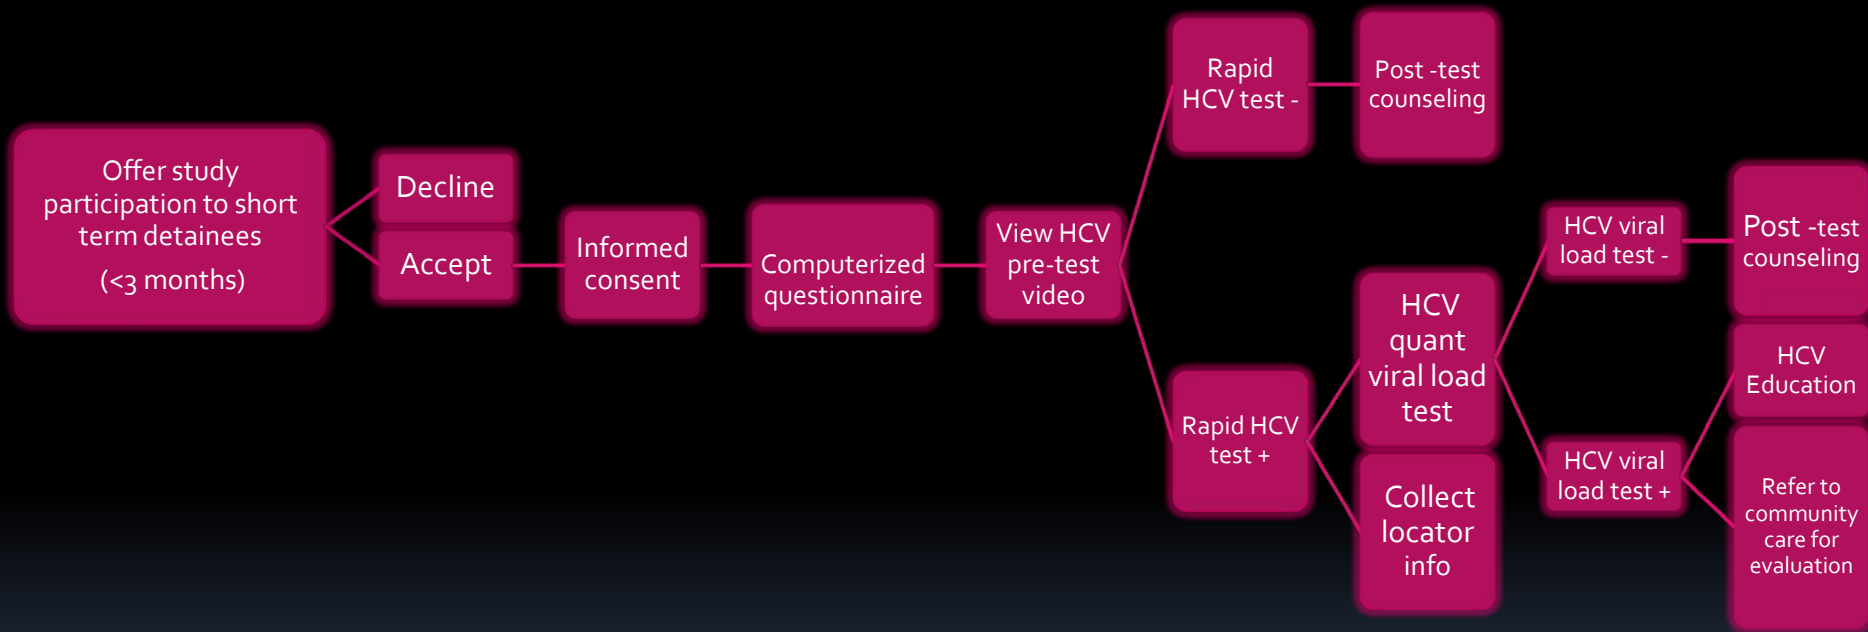 Offer study
participation to short
term detainees
(<3 months)
Decline
Accept
Informed
consent
Computerized
questionnaire
View HCV
pre-test
video
Rapid
HCV test -
Post -test
counseling
Rapid HCV
test +
HCV
quant
viral load
test
Collect
locator
info
HCV viral
load test -
Post -test
counseling
HCV viral
load test +
HCV
Education
Refer to
community
care for
evaluation